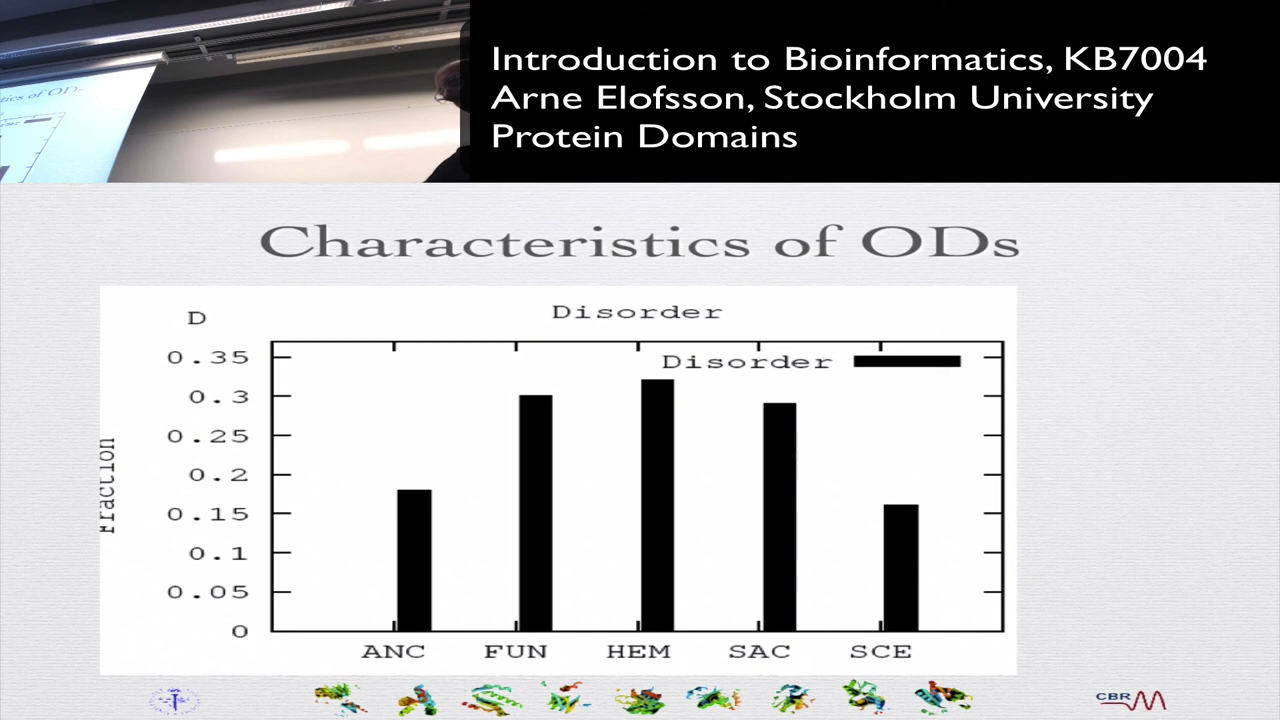 Introduction to Bioinformatics, KB7004
Arne Elofsson, Stockholm University
Protein Domains
Characteristics of ODs
D
Disorder
Disorder
0.35
0.3
0.25
0.2
0.15
0.1
0.05
0
Fraction
ANC FUN HEM SAC SCE
CBR